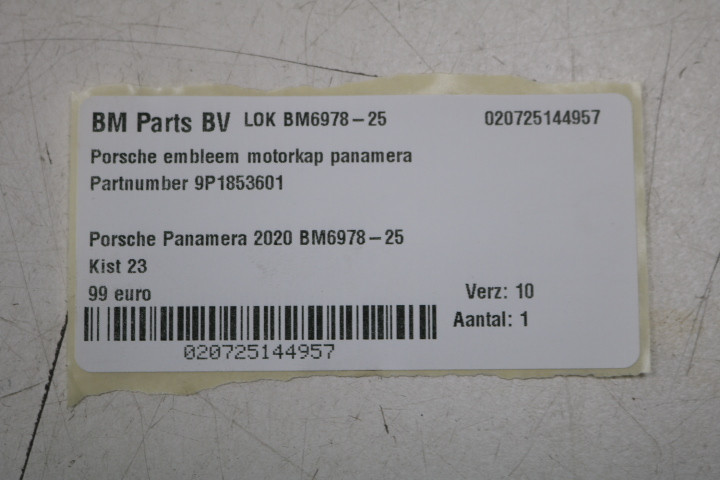 BM Parts BV LOK BM6978-25 020725144957
Porsche embleem motorkap panamera
Partnumber 9P1853601
Porsche Panamera 2020 BM6978-25
Kist 23
99 euro Verz: 10
Aantal: 1
020725144957